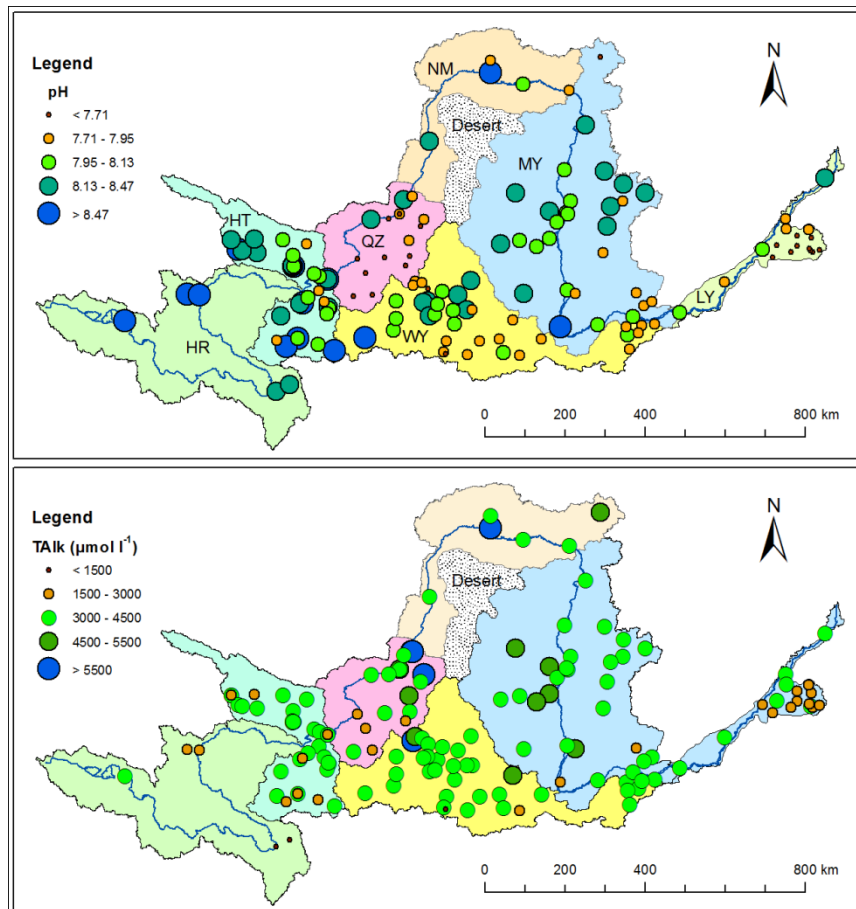 N
Legend
pH
< 7.71
7.71 - 7.95
7.95 - 8.13
8.13 - 8.47
> 8.47
NM
Desert
MY
HT
QZ
HR
WY
LY
0 200 400 800 km
N
Legend
TAlk (µmol l⁻¹)
< 1500
1500 - 3000
3000 - 4500
4500 - 5500
> 5500
Desert
0 200 400 800 km